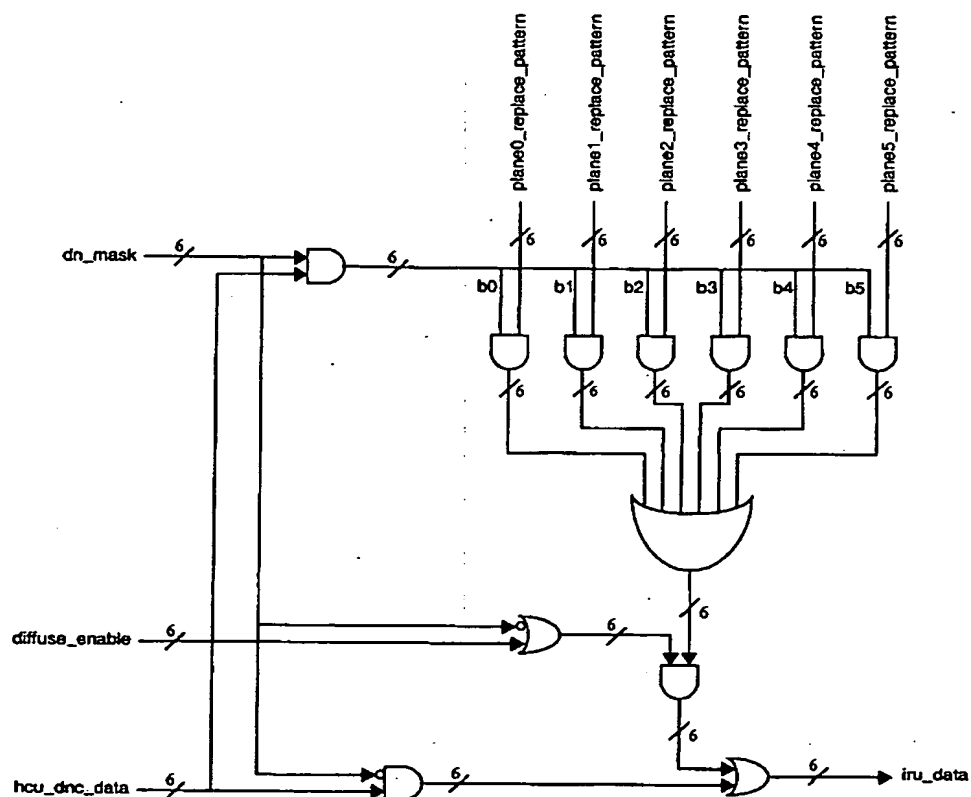 plane0_replace_pattern
plane1_replace_pattern
plane2_replace_pattern
plane3_replace_pattern
plane4_replace_pattern
plane5_replace_pattern
6 6 6 6 6 6
dn_mask 6 6
b0 b1 b2 b3 b4 b5
6 6 6 6 6 6
6
diffuse_enable 6 6
6
hcu_dnc_data 6 6 6 iru_data